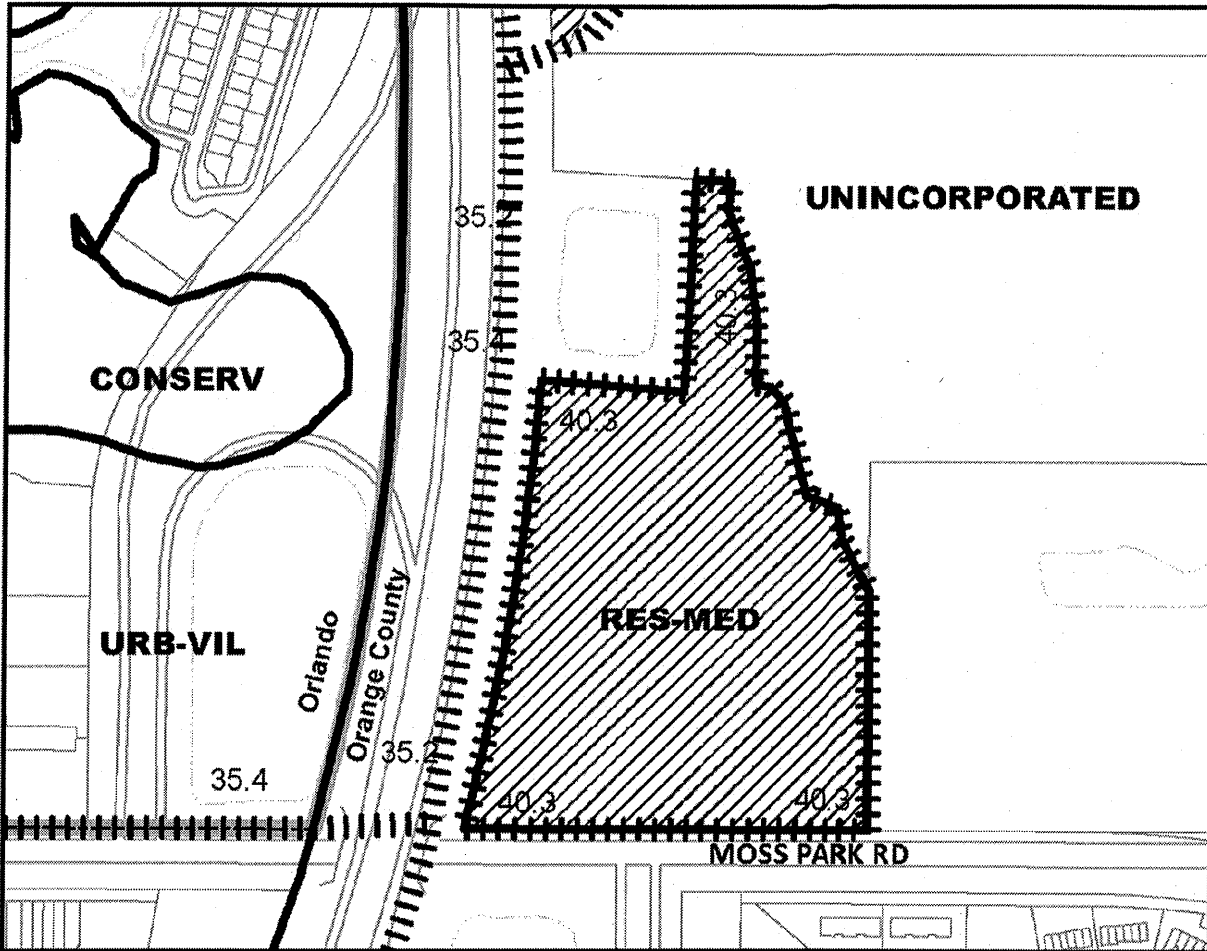 UNINCORPORATED
35.
40.3
35.4
CONSERV
40.3
RES-MED
URB-VIL
Orlando
Orange County
35.2
35.4
40.3
40.3
MOSS PARK RD